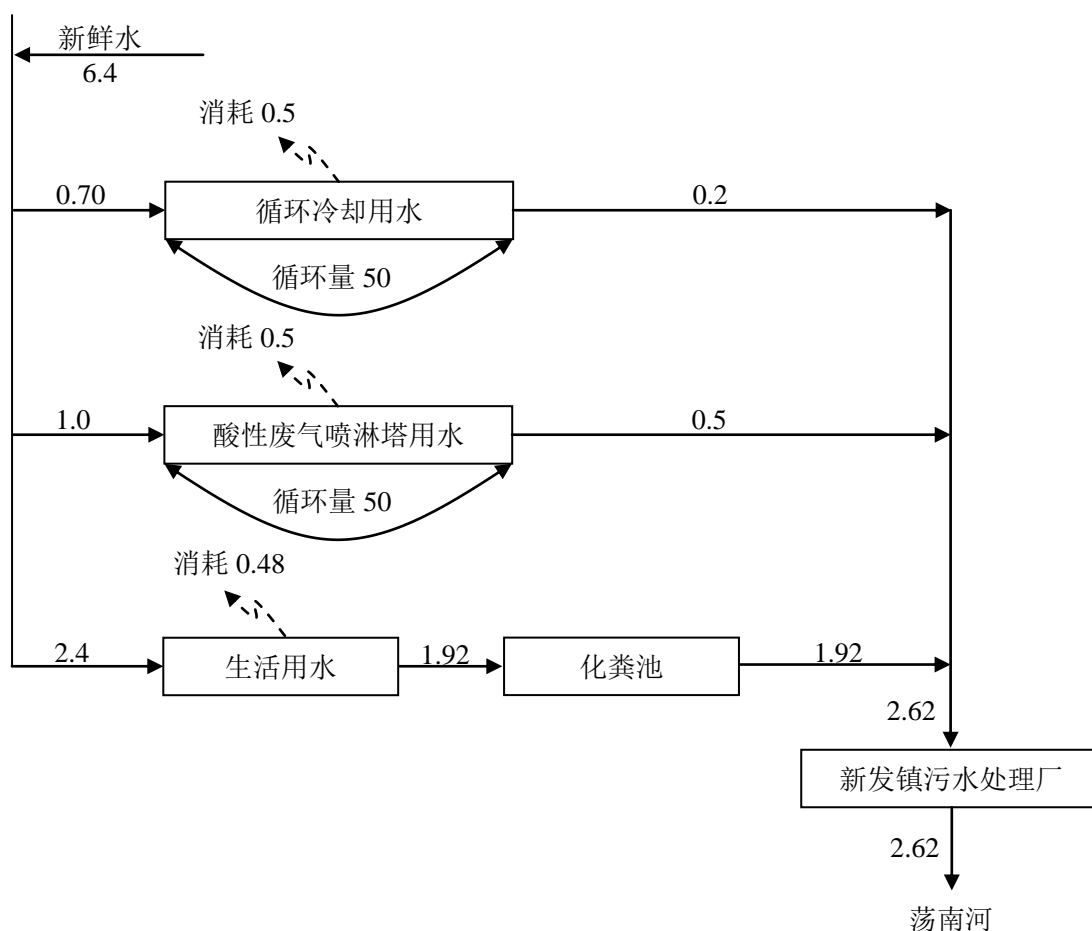 新鲜水
6.4
消耗 0.5
0.70
循环冷却用水
0.2
循环量 50
消耗 0.5
1.0
酸性废气喷淋塔用水
0.5
循环量 50
消耗 0.48
2.4
生活用水
1.92
化粪池
1.92
2.62
新发镇污水处理厂
2.62
荡南河